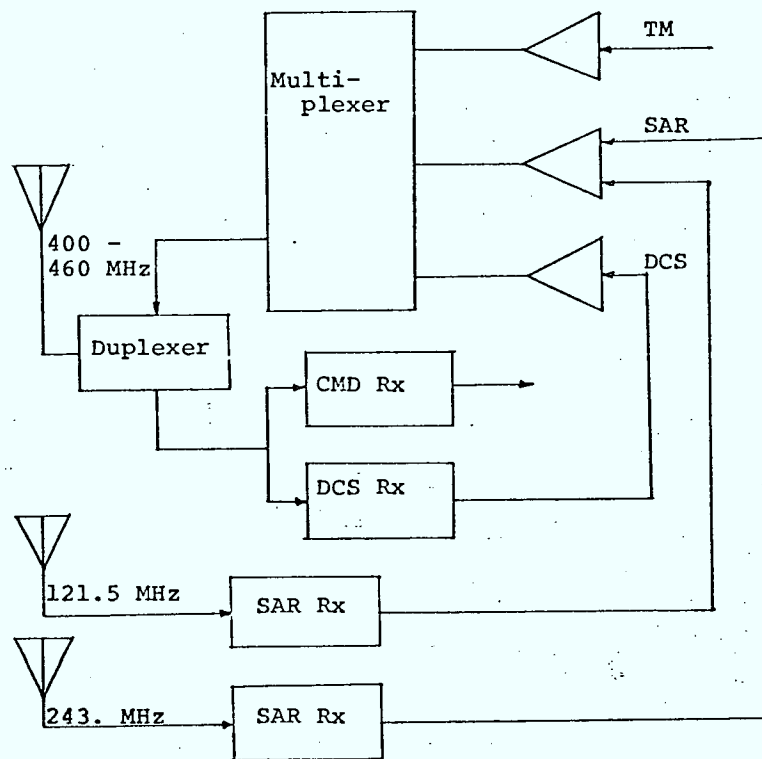 TM
Multi-
plexer
SAR
400 -
460 MHz
DCS
Duplexer
CMD Rx
DCS Rx
121.5 MHz
SAR Rx
243. MHz
SAR Rx